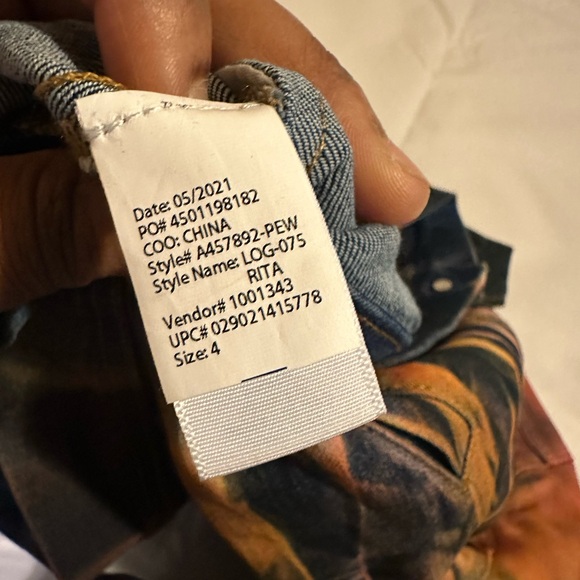 Date: 05/2021
PO# 4501198182
COO: CHINA
Style# A457892-PEW
Style Name: LOG-075
RITA
Vendor# 1001343
UPC# 029021415778
Size: 4